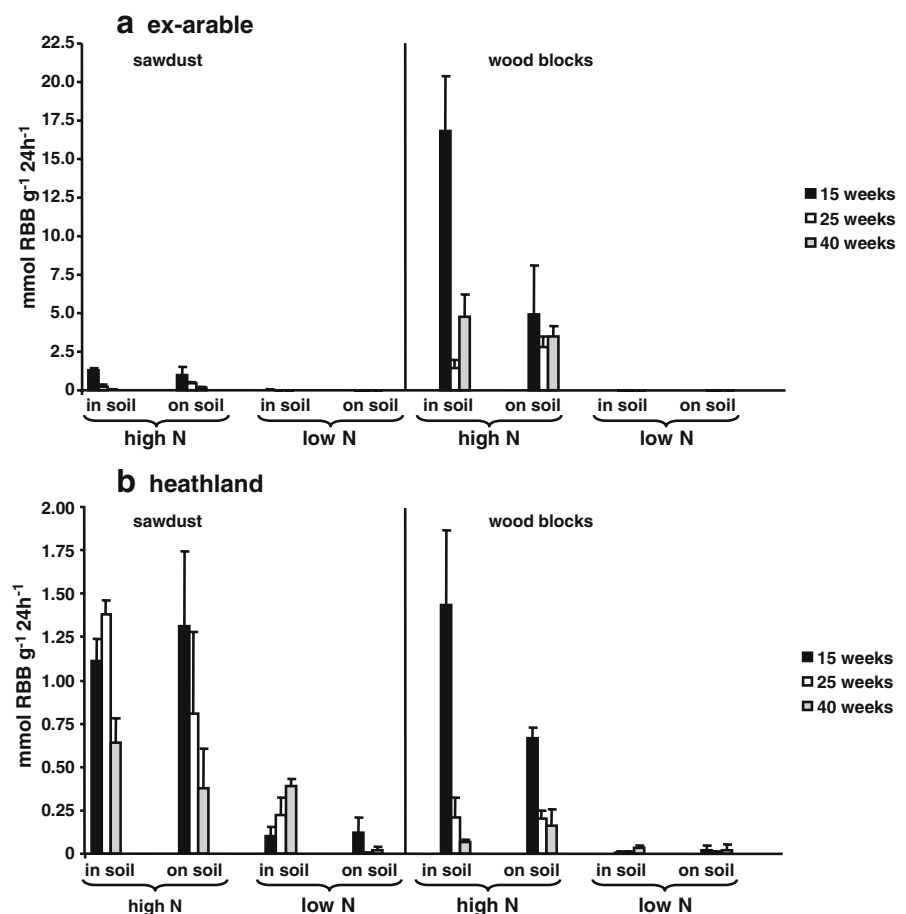 a ex-arable
sawdust
wood blocks
mmol RBB g-1 24h-1
22.5
20.0
17.5
15.0
12.5
10.0
7.5
5.0
2.5
0
15 weeks
25 weeks
40 weeks
in soil on soil in soil on soil in soil on soil in soil on soil
high N low N high N low N
b heathland
sawdust
wood blocks
mmol RBB g-1 24h-1
2.00
1.75
1.50
1.25
1.00
0.75
0.50
0.25
0
15 weeks
25 weeks
40 weeks
in soil on soil in soil on soil in soil on soil in soil on soil
high N low N high N low N